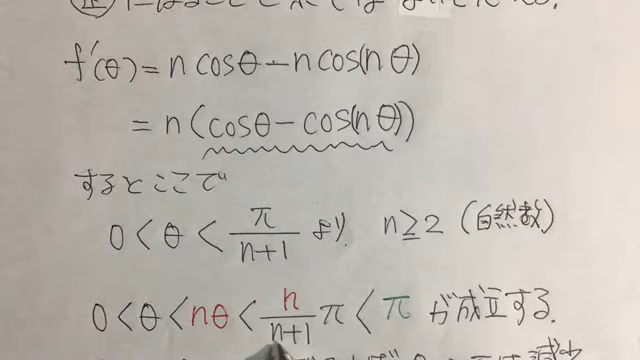 f'(θ) = n cosθ - n cos(nθ)
= n (cosθ - cos(nθ))
するとここで
0 < θ < π/(n+1) より n ≥ 2 (自然数)
0 < θ < nθ < n/(n+1) π < π が成立する.